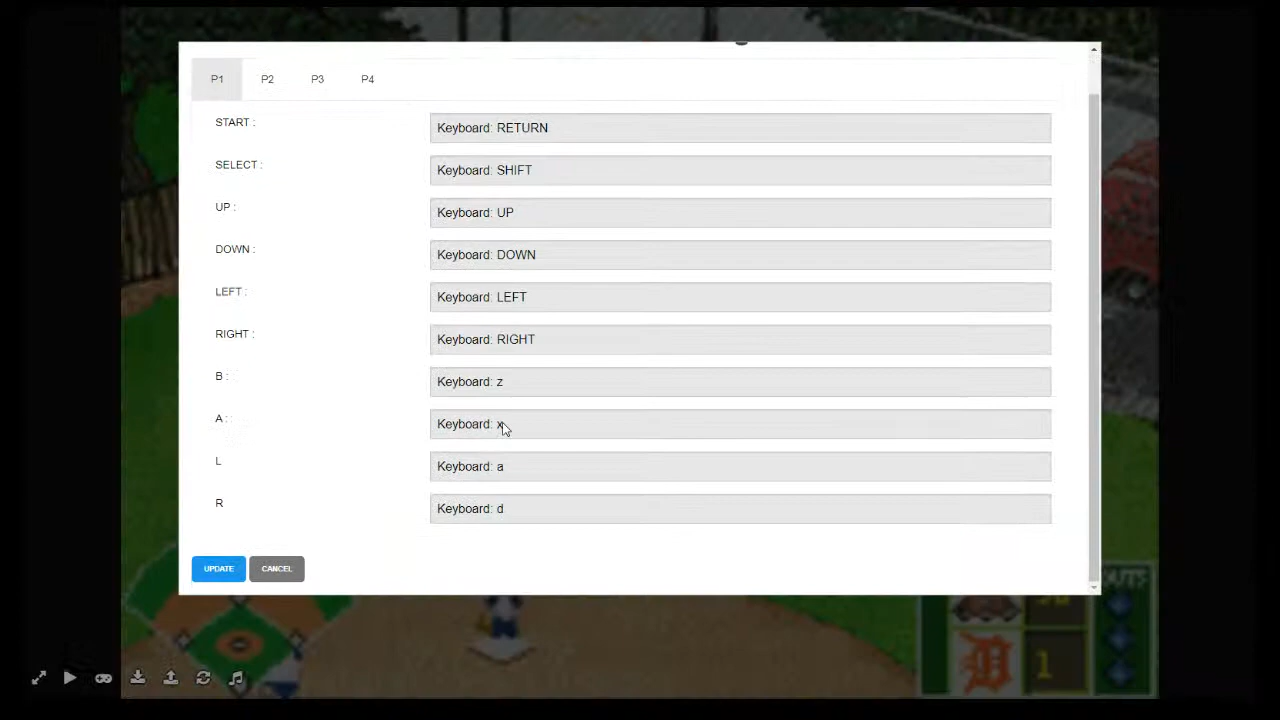 P1 P2 P3 P4
START : Keyboard: RETURN
SELECT : Keyboard: SHIFT
UP : Keyboard: UP
DOWN : Keyboard: DOWN
LEFT : Keyboard: LEFT
RIGHT : Keyboard: RIGHT
B : Keyboard: z
A : Keyboard: x
L Keyboard: a
R Keyboard: d
UPDATE CANCEL
OUTS
D 1